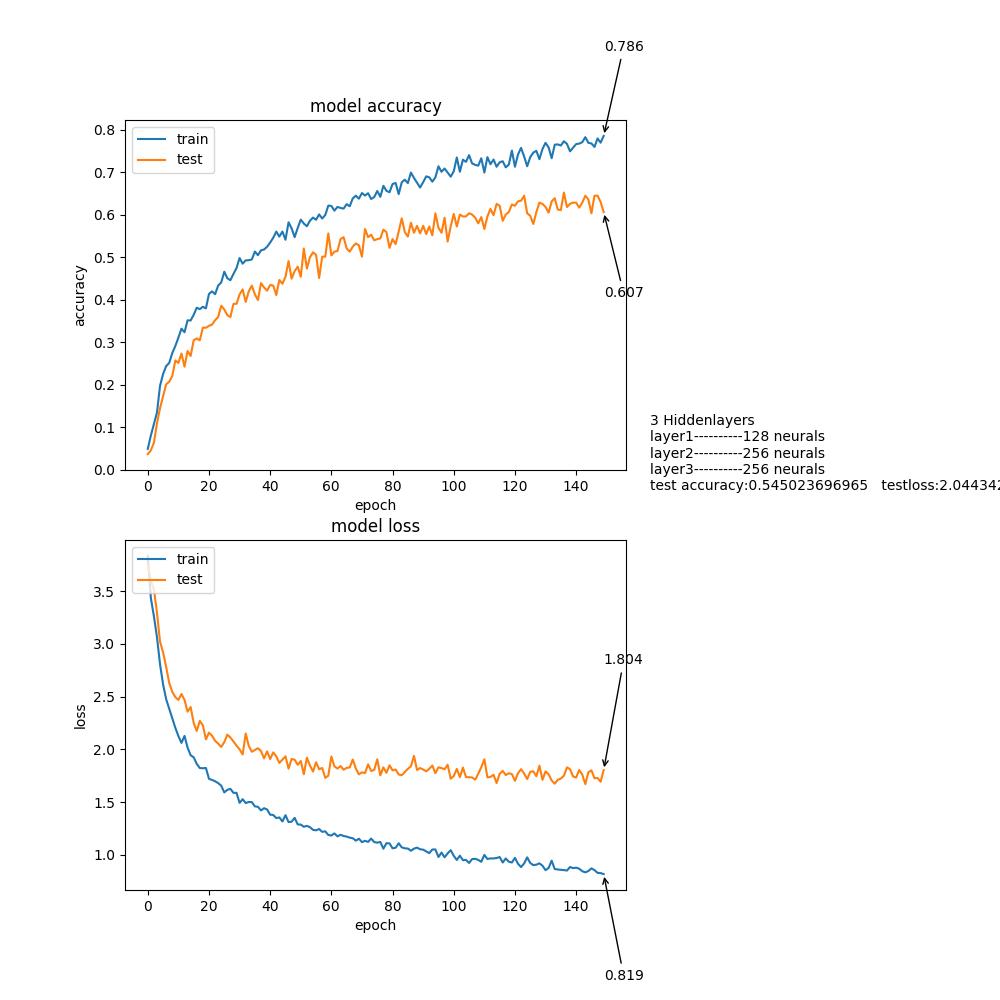 0.786
model accuracy
train
test
0.8
0.7
0.6
0.5
0.4
0.3
0.2
0.1
0.0
accuracy
0 20 40 60 80 100 120 140
epoch
0.607
3 Hiddenlayers
layer1----------128 neurals
layer2----------256 neurals
layer3----------256 neurals
test accuracy:0.545023696965 testloss:2.044342
model loss
train
test
3.5
3.0
2.5
2.0
1.5
1.0
loss
0 20 40 60 80 100 120 140
epoch
1.804
0.819